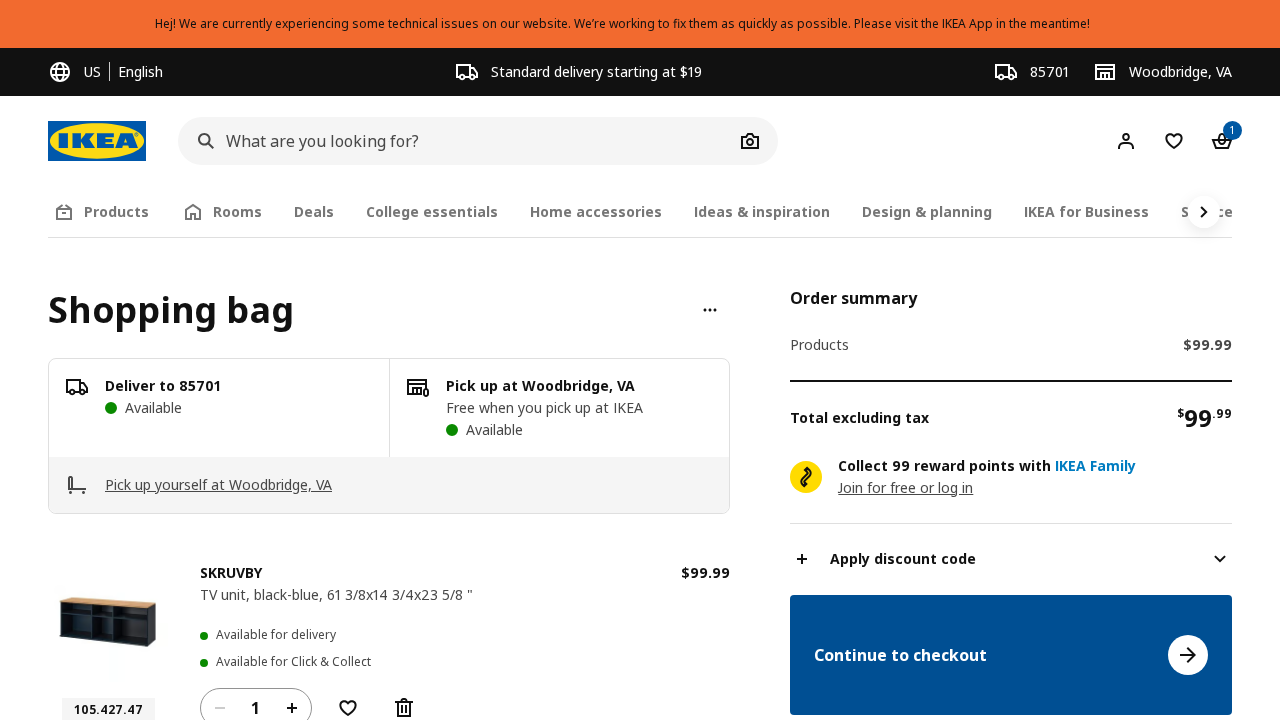 Hej! We are currently experiencing some technical issues on our website. We’re working to fix them as quickly as possible. Please visit the IKEA App in the meantime!
US English
Standard delivery starting at $19
85701
Woodbridge, VA
IKEA
What are you looking for?
1
Products
Rooms
Deals
College essentials
Home accessories
Ideas & inspiration
Design & planning
IKEA for Business
Shopping bag
Deliver to 85701
Available
Pick up at Woodbridge, VA
Free when you pick up at IKEA
Available
Pick up yourself at Woodbridge, VA
SKRUVBY
$99.99
TV unit, black-blue, 61 3/8x14 3/4x23 5/8 "
Available for delivery
Available for Click & Collect
1
105.427.47
Order summary
Products
$99.99
Total excluding tax
$99.99
Collect 99 reward points with IKEA Family
Join for free or log in
Apply discount code
Continue to checkout